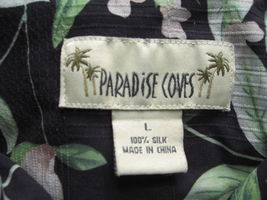 PARADISE COVES
L
100% SILK
MADE IN CHINA